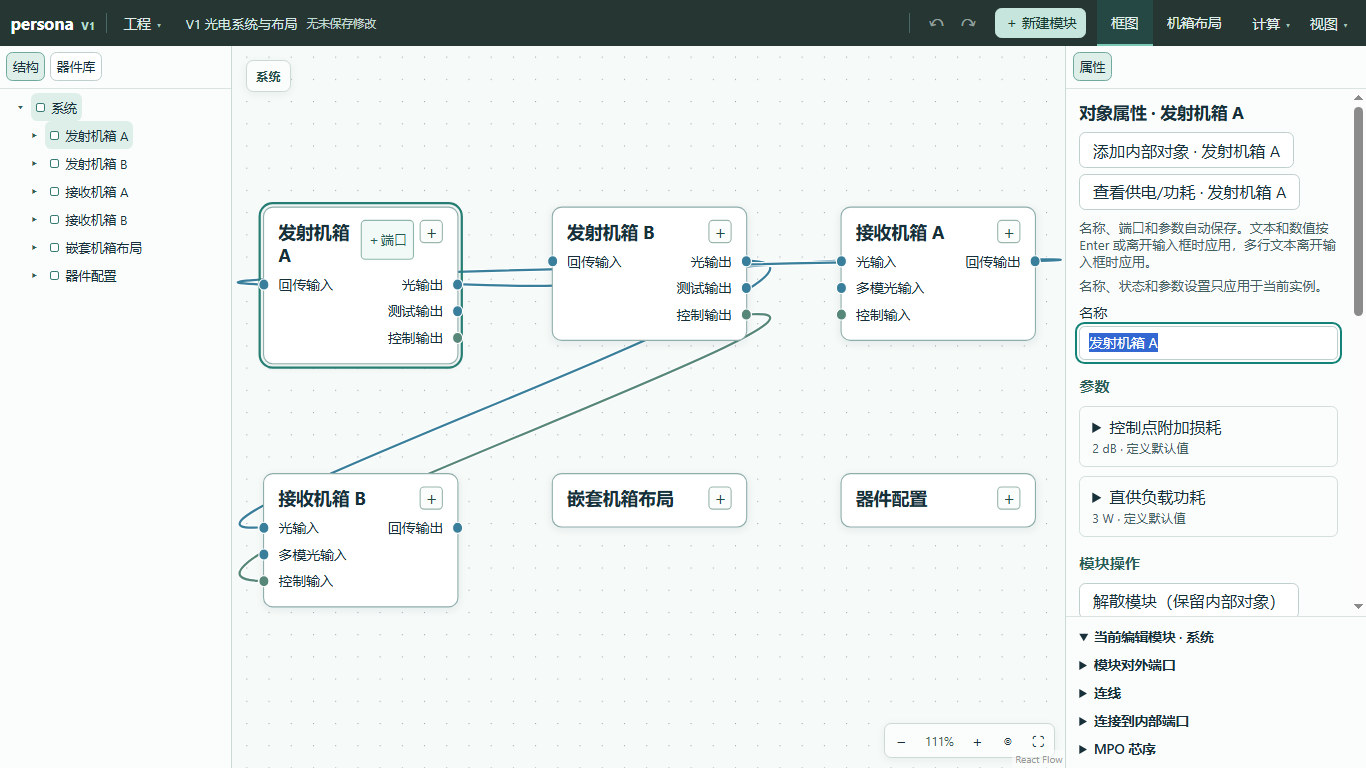 persona V1
工程
V1 光电系统与布局 无未保存修改
+ 新建模块
框图
机箱布局
计算
视图
结构
器件库
系统
发射机箱 A
发射机箱 B
接收机箱 A
接收机箱 B
嵌套机箱布局
器件配置
系统
发射机箱
A
+ 端口
+
回传输入
光输出
测试输出
控制输出
发射机箱 B
+
回传输入
光输出
测试输出
控制输出
接收机箱 A
+
光输入
回传输出
多模光输入
控制输入
接收机箱 B
+
光输入
回传输出
多模光输入
控制输入
嵌套机箱布局
+
器件配置
+
− 111% +
React Flow
属性
对象属性 · 发射机箱 A
添加内部对象 · 发射机箱 A
查看供电/功耗 · 发射机箱 A
名称、端口和参数自动保存。文本和数值按
Enter 或离开输入框时应用，多行文本离开输
入框时应用。
名称、状态和参数设置只应用于当前实例。
名称
发射机箱 A
参数
控制点附加损耗
2 dB · 定义默认值
直供负载功耗
3 W · 定义默认值
模块操作
解散模块（保留内部对象）
当前编辑模块 · 系统
模块对外端口
连线
连接到内部端口
MPO 芯序